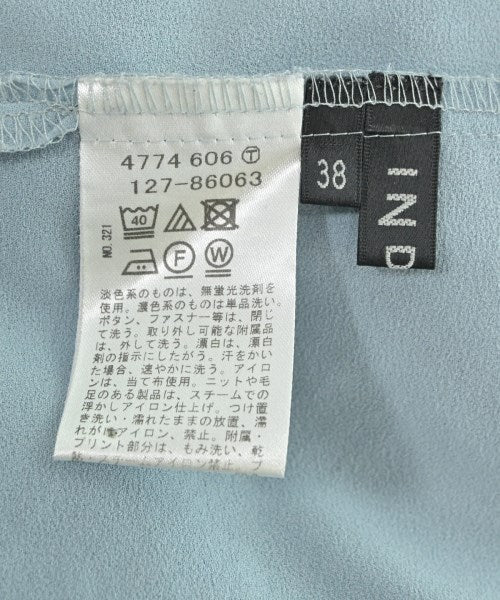 4774 606 Ⓣ
127-86063
40
F W
MO.321
淡色系のものは、無蛍光洗剤
を使用。濃色系のものは単品洗い。
ボタン、ファスナー等は、閉じ
て洗う。取り外し可能な付属品
は、外して洗う。漂白は、漂白
剤の指示にしたがう。汗をかい
た場合、速やかに洗う。アイロ
ンは、当て布使用。ニットや毛
足のある製品は、スチームでの
浮かしアイロン仕上げ。つけ置
き洗い・濡れたままの放置、濡
れがけアイロン、禁止。附属・
プリント部分は、もみ洗い、乾
38
IND